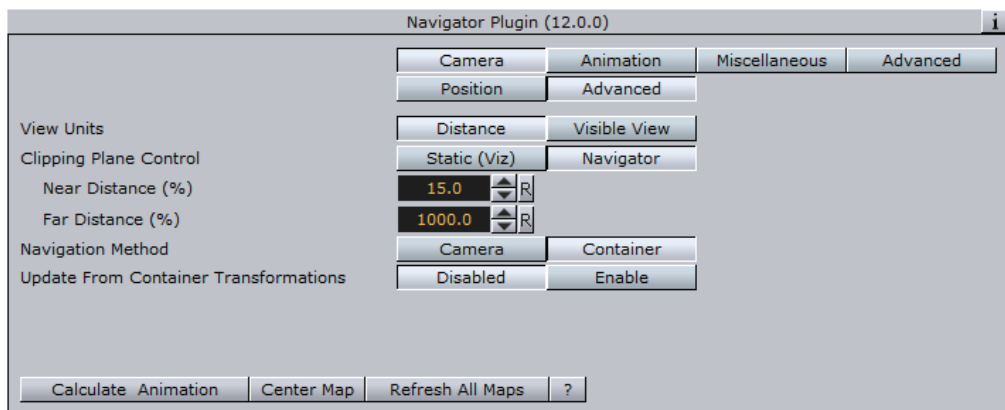 Navigator Plugin (12.0.0) i
Camera Animation Miscellaneous Advanced
Position Advanced
View Units Distance Visible View
Clipping Plane Control Static (Viz) Navigator
Near Distance (%) 15.0 R
Far Distance (%) 1000.0 R
Navigation Method Camera Container
Update From Container Transformations Disabled Enable
Calculate Animation Center Map Refresh All Maps ?